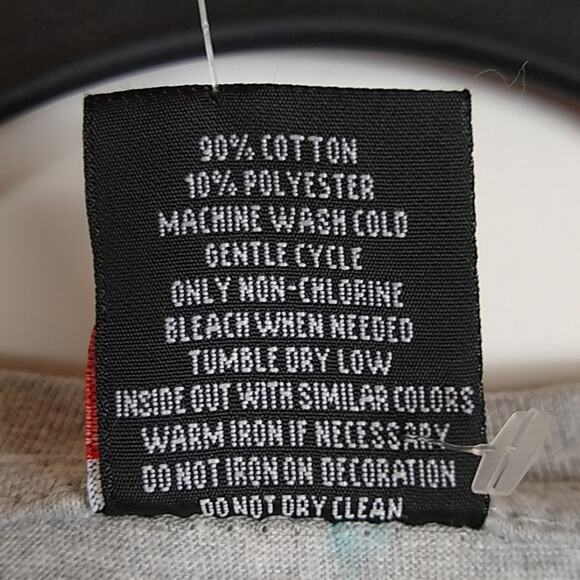 90% COTTON
10% POLYESTER
MACHINE WASH COLD
GENTLE CYCLE
ONLY NON-CHLORINE
BLEACH WHEN NEEDED
TUMBLE DRY LOW
INSIDE OUT WITH SIMILAR COLORS
WARM IRON IF NECESSARY
DO NOT IRON ON DECORATION
DO NOT DRY CLEAN